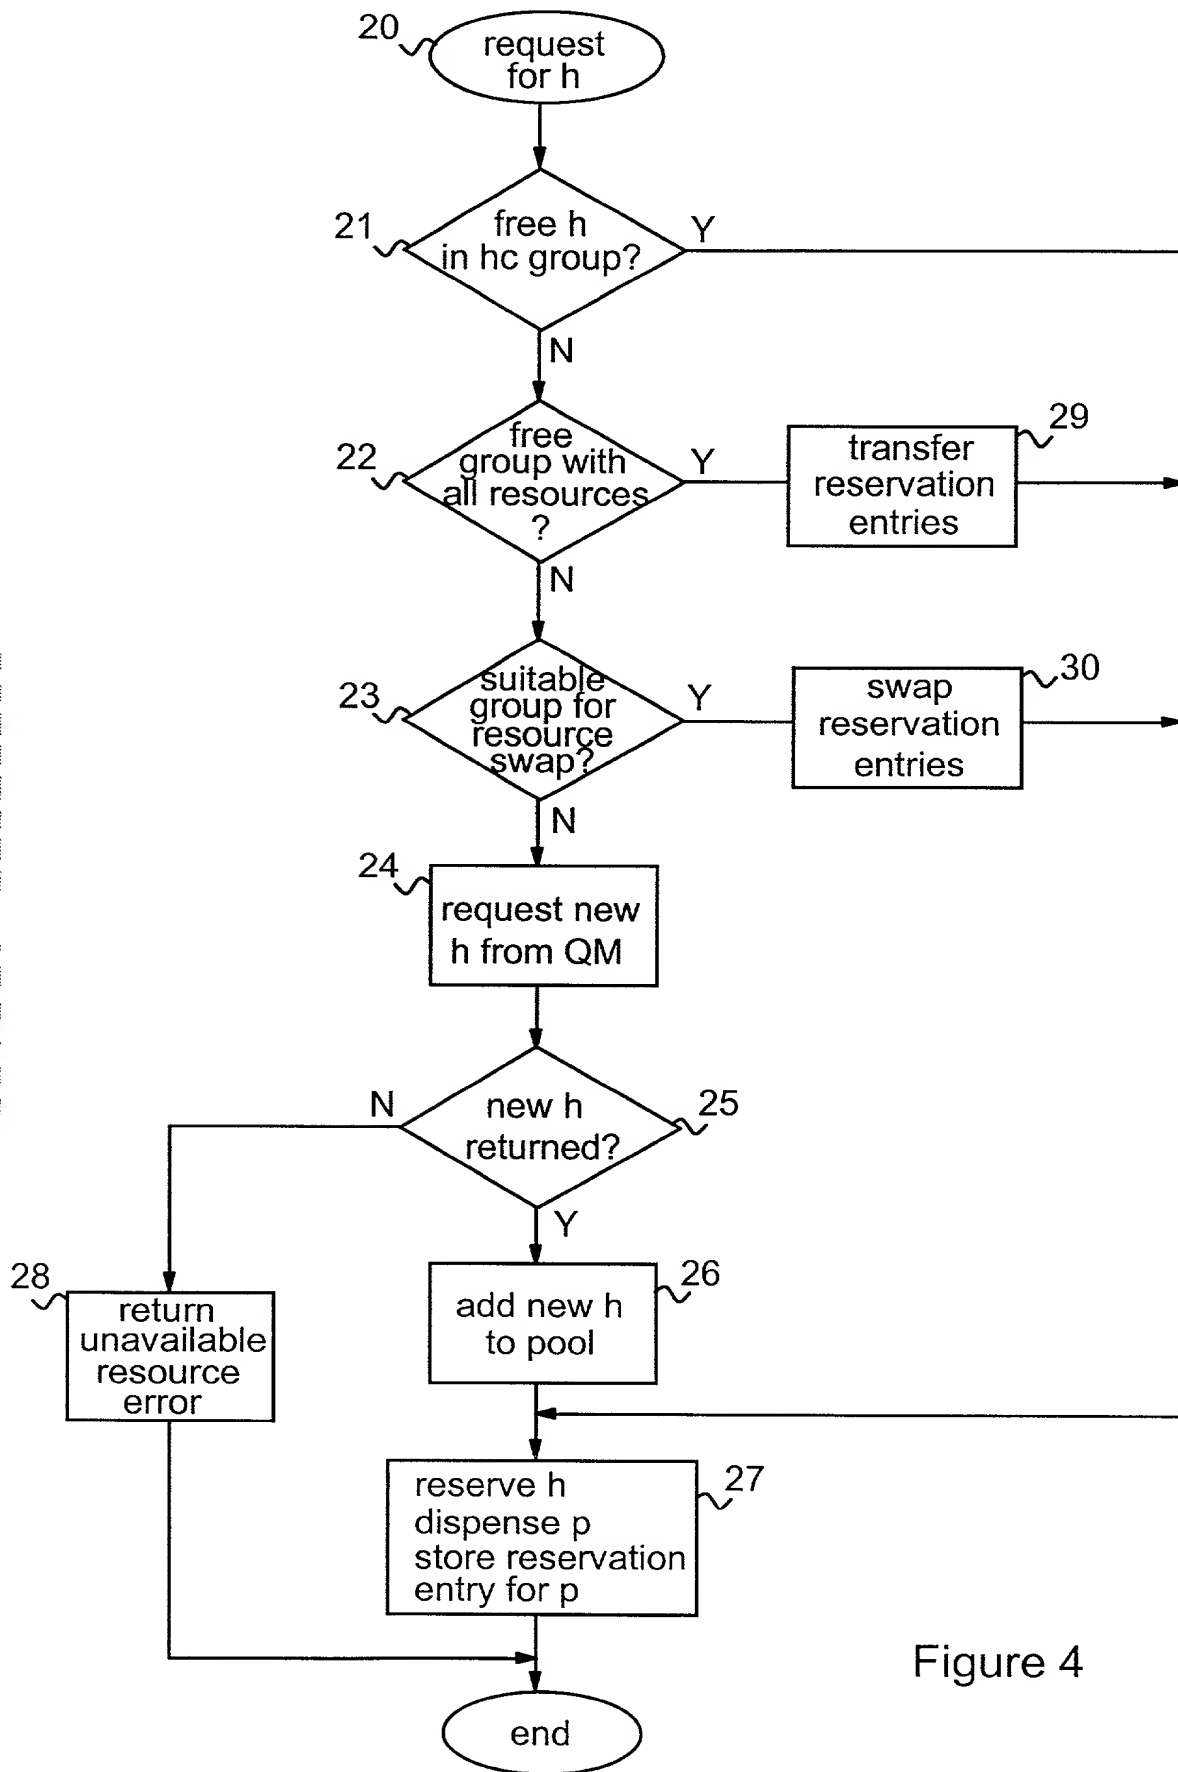 20
request
for h
21
free h
in hc group?
Y
N
22
free
group with
all resources
?
Y
29
transfer
reservation
entries
N
23
suitable
group for
resource
swap?
Y
30
swap
reservation
entries
N
24
request new
h from QM
N
new h
returned?
25
Y
28
return
unavailable
resource
error
26
add new h
to pool
27
reserve h
dispense p
store reservation
entry for p
Figure 4
end